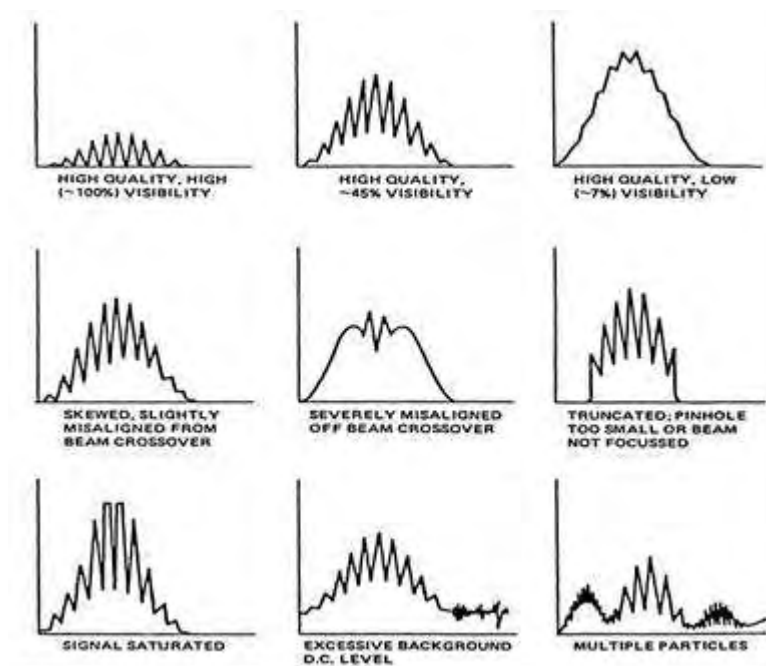 HIGH QUALITY, HIGH
(~100%) VISIBILITY
HIGH QUALITY,
~45% VISIBILITY
HIGH QUALITY, LOW
(~7%) VISIBILITY
SKEWED, SLIGHTLY
MISALIGNED FROM
BEAM CROSSOVER
SEVERELY MISALIGNED
OFF BEAM CROSSOVER
TRUNCATED; PINHOLE
TOO SMALL OR BEAM
NOT FOCUSSED
SIGNAL SATURATED
EXCESSIVE BACKGROUND
D.C. LEVEL
MULTIPLE PARTICLES